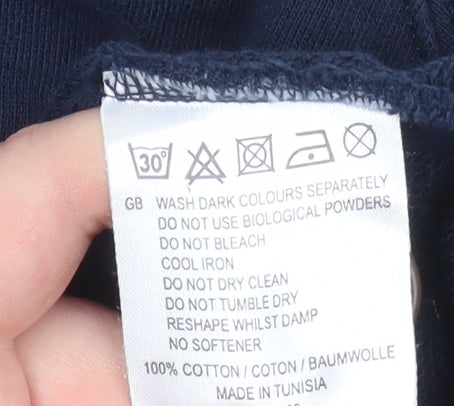 30°
GB WASH DARK COLOURS SEPARATELY
DO NOT USE BIOLOGICAL POWDERS
DO NOT BLEACH
COOL IRON
DO NOT DRY CLEAN
DO NOT TUMBLE DRY
RESHAPE WHILST DAMP
NO SOFTENER
100% COTTON / COTON / BAUMWOLLE
MADE IN TUNISIA